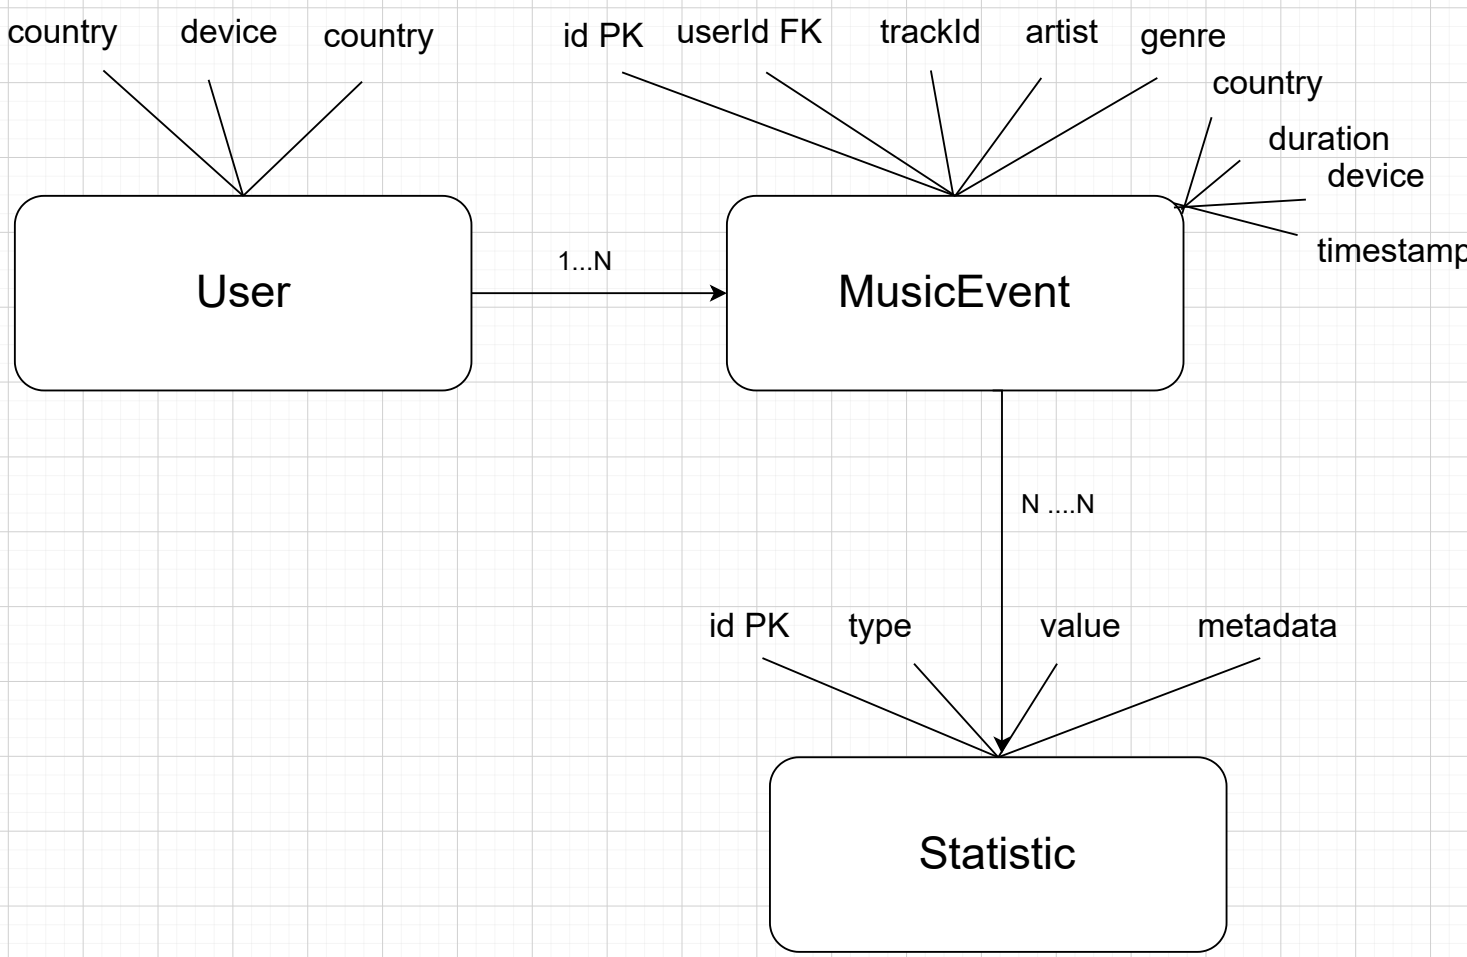 country
device
country
id PK
userId FK
trackId
artist
genre
country
duration
device
timestamp
User
1...N
MusicEvent
N ....N
id PK
type
value
metadata
Statistic